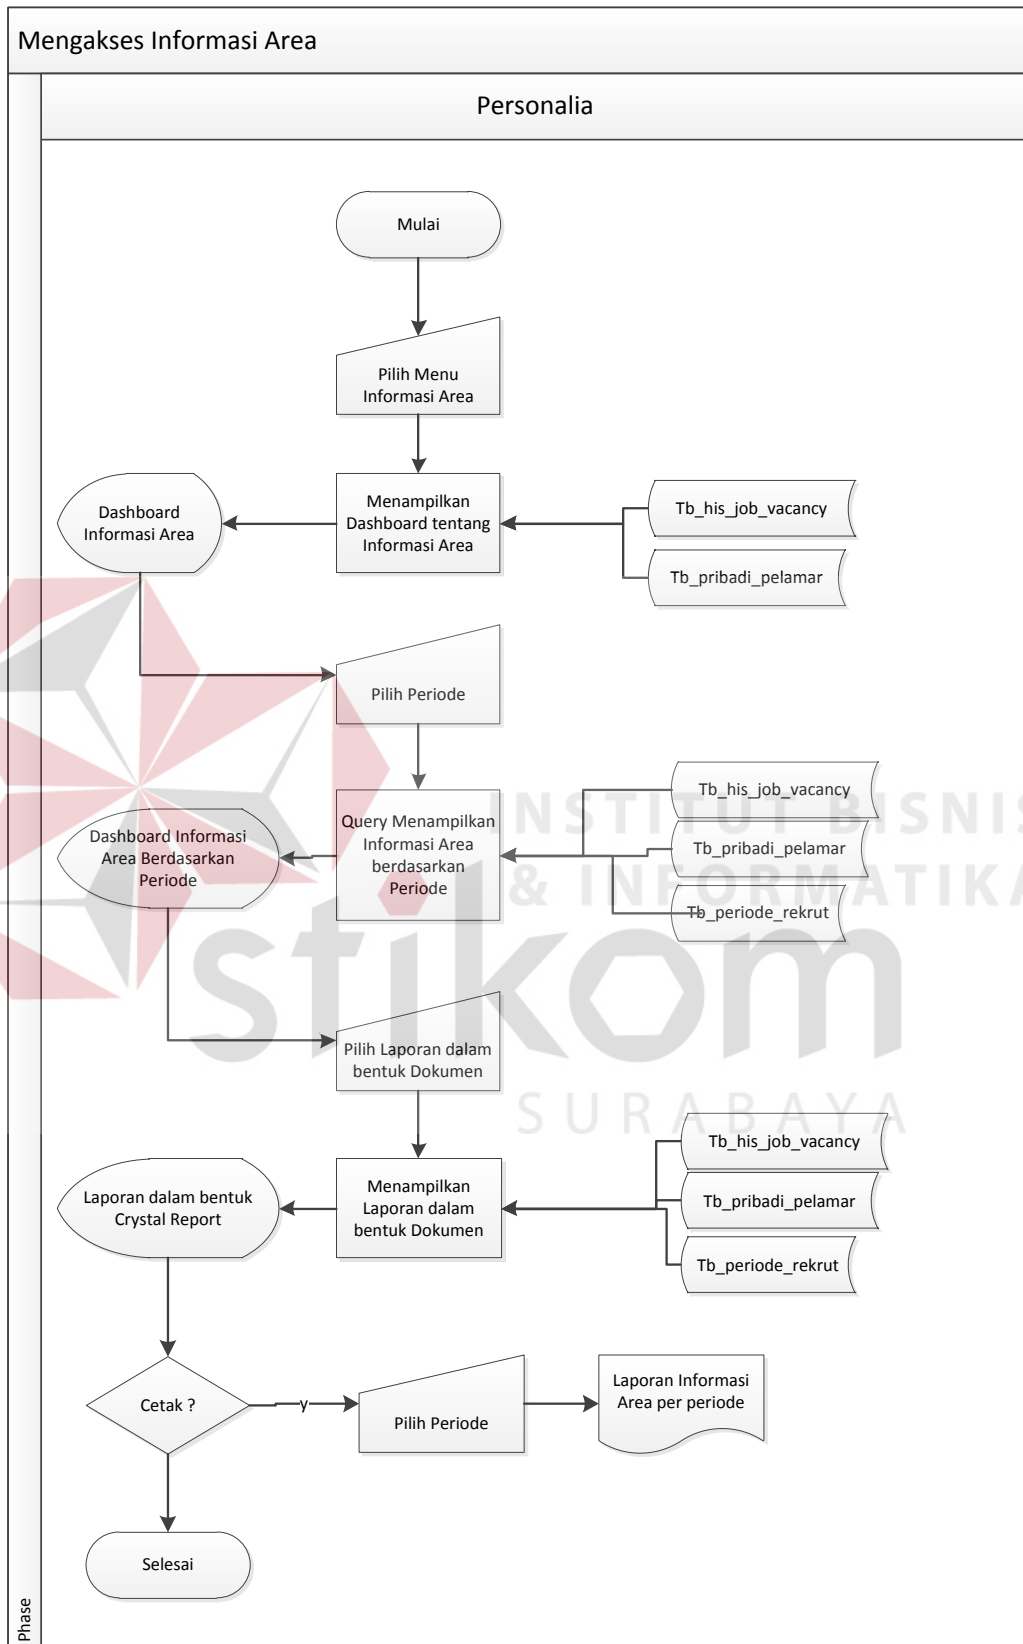 Mengakses Informasi Area
Personalia
Mulai
Pilih Menu
Informasi Area
Dashboard
Informasi Area
Menampilkan
Dashboard tentang
Informasi Area
Tb_his_job_vacancy
Tb_pribadi_pelamar
Pilih Periode
Dashboard Informasi
Area Berdasarkan
Periode
Query Menampilkan
Informasi Area
berdasarkan
Periode
Tb_his_job_vacancy
Tb_pribadi_pelamar
Tb_periode_rekrut
INSTITUT BISNIS
& INFORMATIKA
stikom
SURABAYA
Pilih Laporan dalam
bentuk Dokumen
Laporan dalam bentuk
Crystal Report
Menampilkan
Laporan dalam
bentuk Dokumen
Tb_his_job_vacancy
Tb_pribadi_pelamar
Tb_periode_rekrut
Cetak ?
y
Pilih Periode
Laporan Informasi
Area per periode
Selesai
Phase